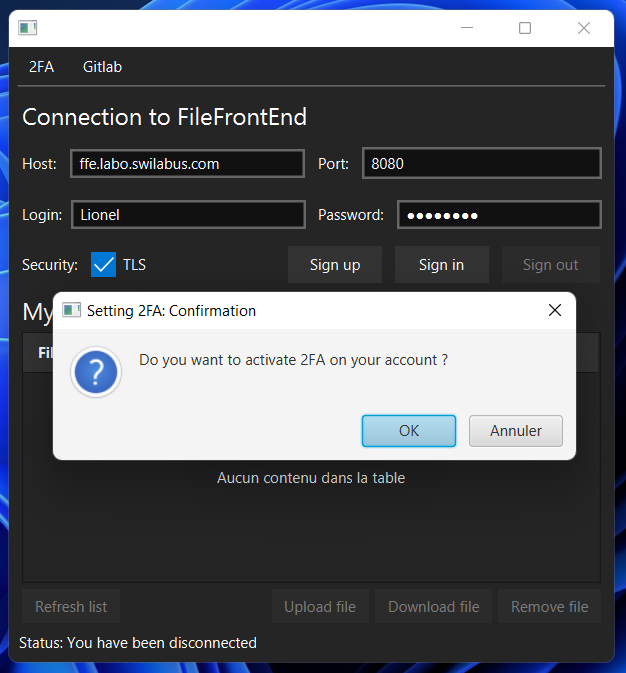 2FA Gitlab
Connection to FileFrontEnd
Host: ffe.labo.swilabus.com Port: 8080
Login: Lionel Password: ●●●●●●●●
Security: TLS Sign up Sign in Sign out
My
Setting 2FA: Confirmation
Do you want to activate 2FA on your account ?
OK Annuler
Aucun contenu dans la table
Refresh list Upload file Download file Remove file
Status: You have been disconnected